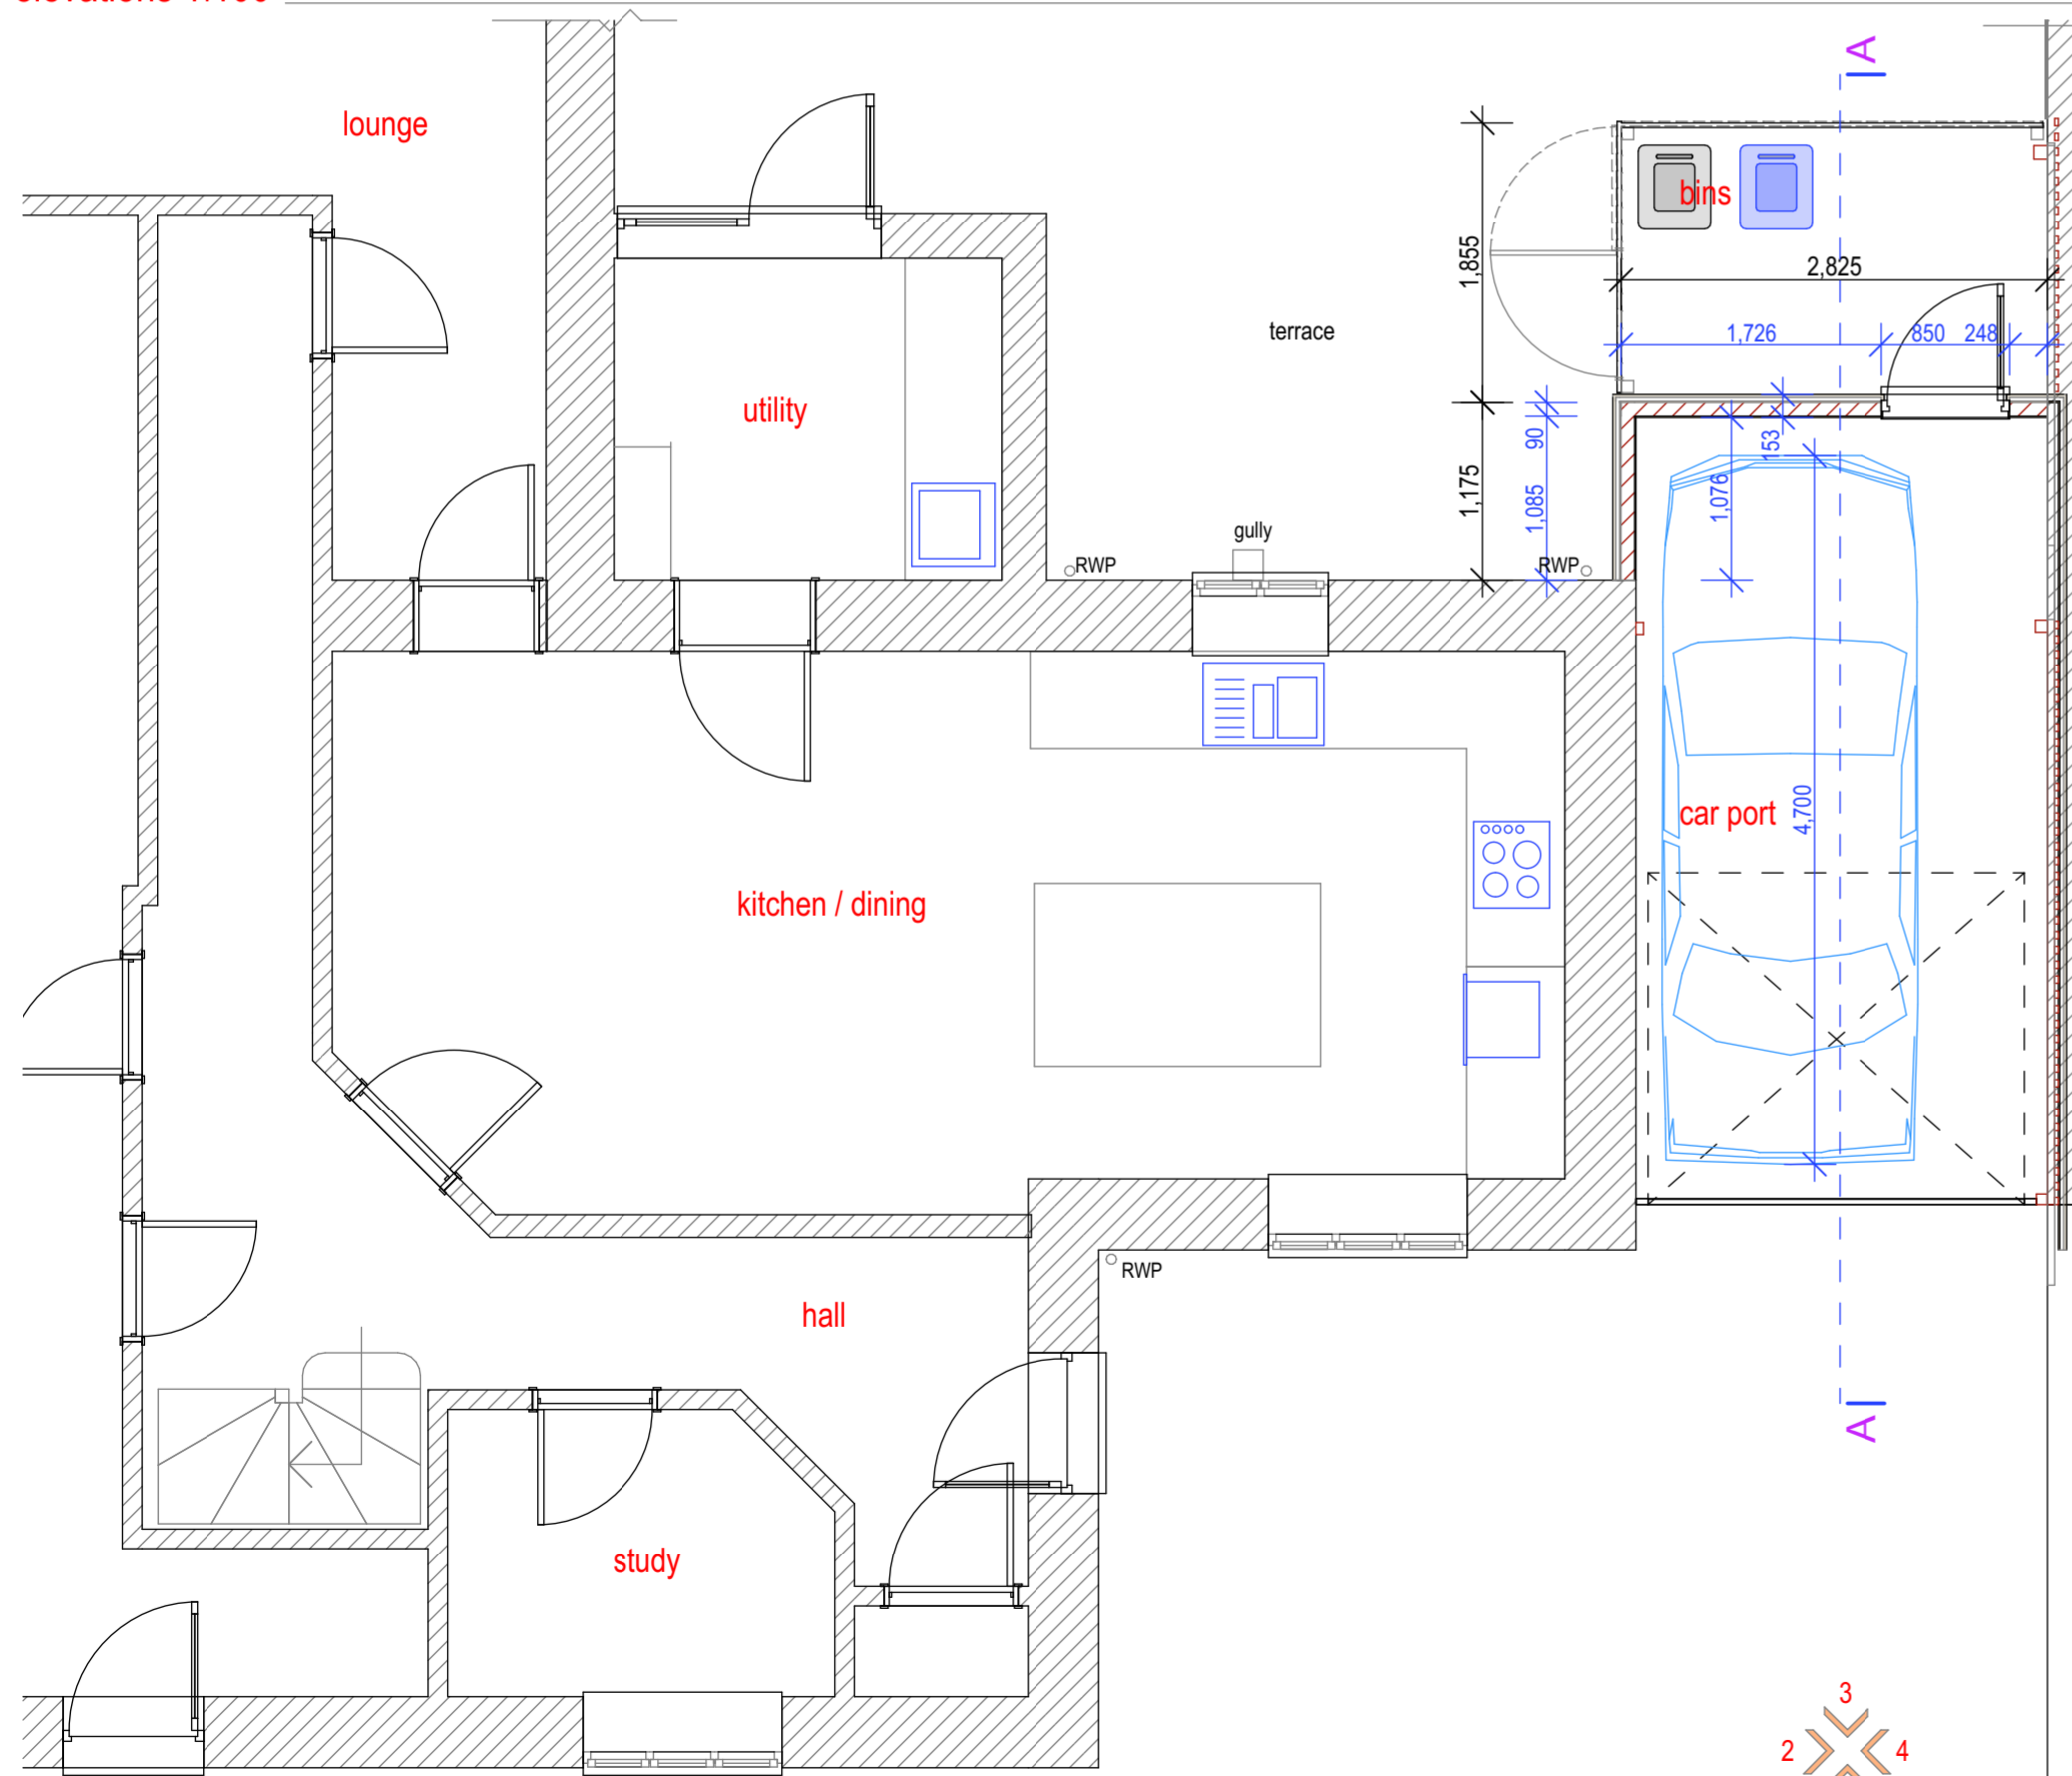 A
lounge
bins
1,855
2,825
terrace
1,726
850
248
utility
90
153
1,175
1,085
1,076
gully
RWP
RWP
car port
4,700
kitchen / dining
RWP
hall
A
study
3
2
4